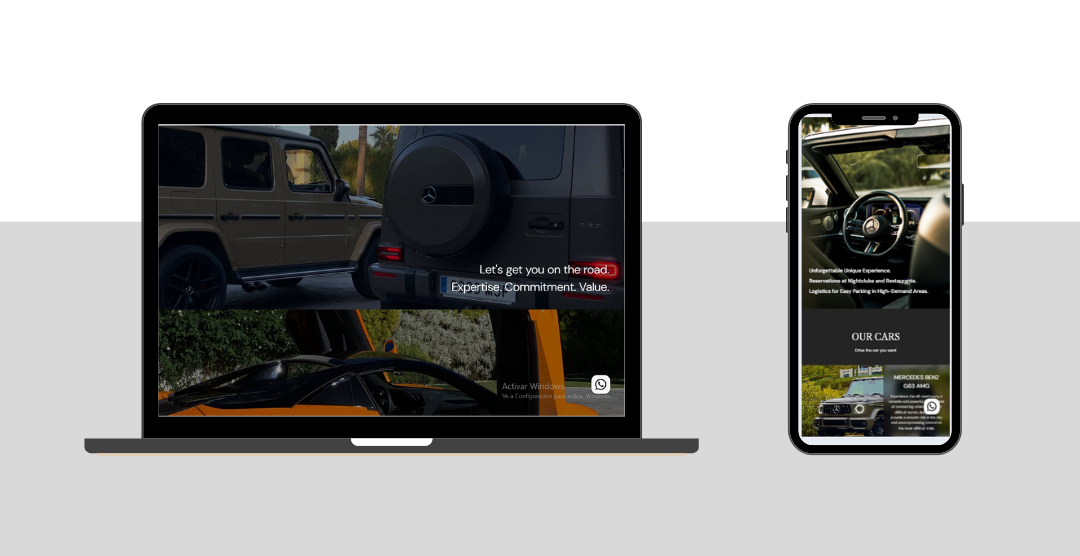 Let's get you on the road.
Expertise. Commitment. Value.
Activar Windows
Ve a Configuración para activar Windows.
Unforgettable Unique Experience.
Reservations at Nightclubs and Restaurants.
Logistics for Easy Parking in High-Demand Areas.
OUR CARS
Drive the car you want
MERCEDES BENZ
G63 AMG